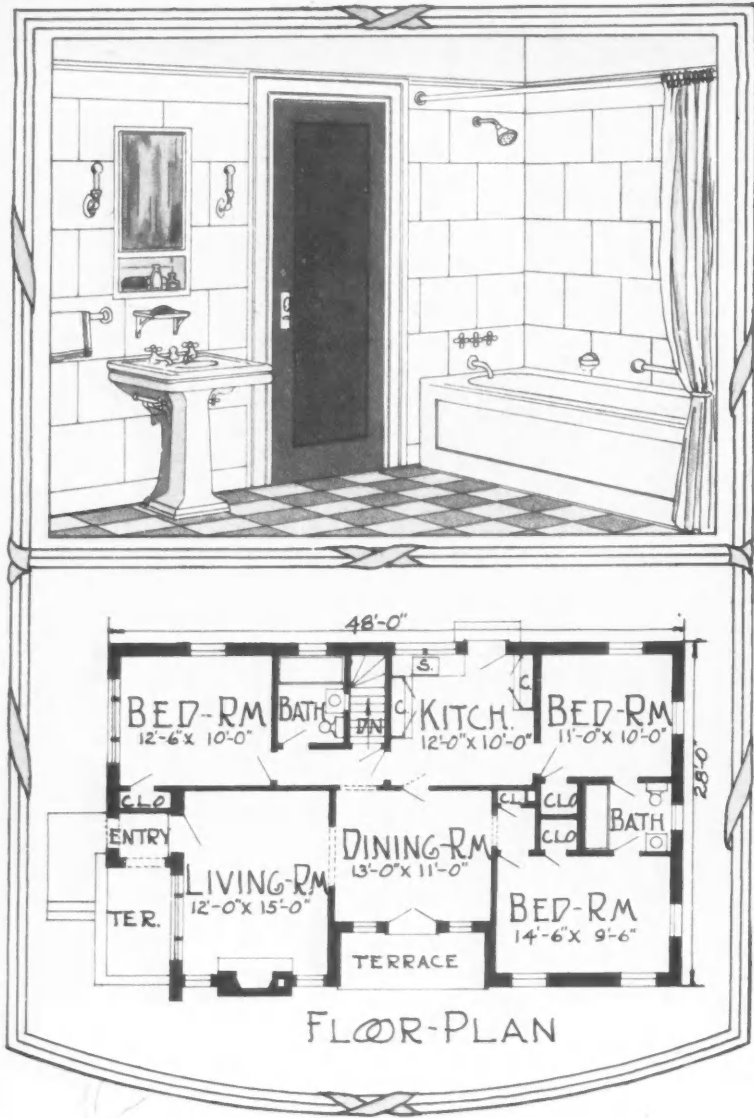 48'-0"
S.
BED-RM
12'-6" X 10'-0"
BATH
DN
C.
KITCH.
12'-0" X 10'-0"
C.
BED-RM
11'-0" X 10'-0"
28'-0"
CLO
ENTRY
LIVING-RM
12'-0" X 15'-0"
TER.
DINING-RM
13'-0" X 11'-0"
CL.
CLO
CLO
BATH
BED-RM
14'-6" X 9'-6"
TERRACE
FLOOR-PLAN